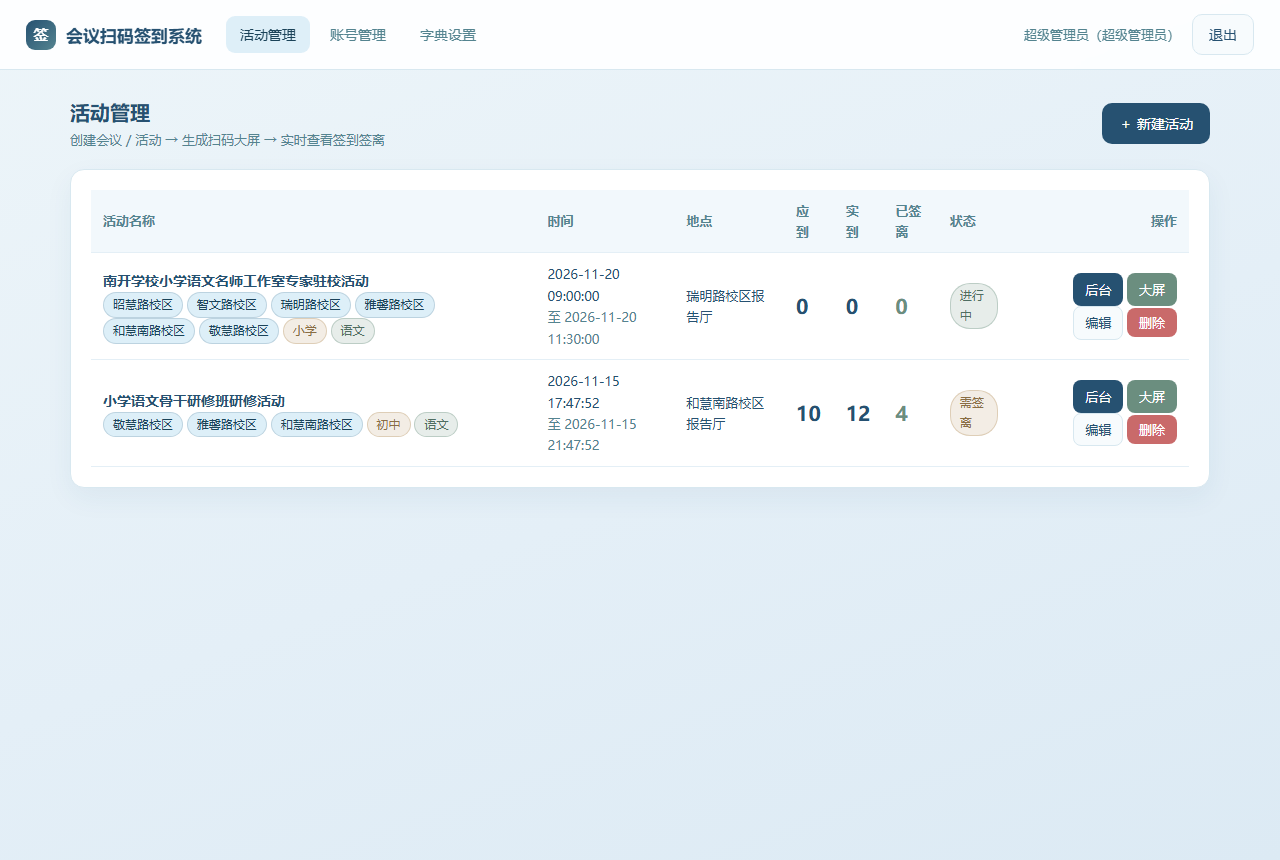 签 会议扫码签到系统 活动管理 账号管理 字典设置 超级管理员（超级管理员） 退出
活动管理
创建会议 / 活动 → 生成扫码大屏 → 实时查看签到签离
+ 新建活动
活动名称 时间 地点 应到 实到 已签离 状态 操作
南开学校小学语文名师工作室专家驻校活动
昭慧路校区 智文路校区 瑞明路校区 雅馨路校区
和慧南路校区 敬慧路校区 小学 语文
2026-11-20
09:00:00
至 2026-11-20
11:30:00
瑞明路校区报
告厅
0 0 0
进行
中
后台 大屏
编辑 删除
小学语文骨干研修班研修活动
敬慧路校区 雅馨路校区 和慧南路校区 初中 语文
2026-11-15
17:47:52
至 2026-11-15
21:47:52
和慧南路校区
报告厅
10 12 4
需签
离
后台 大屏
编辑 删除